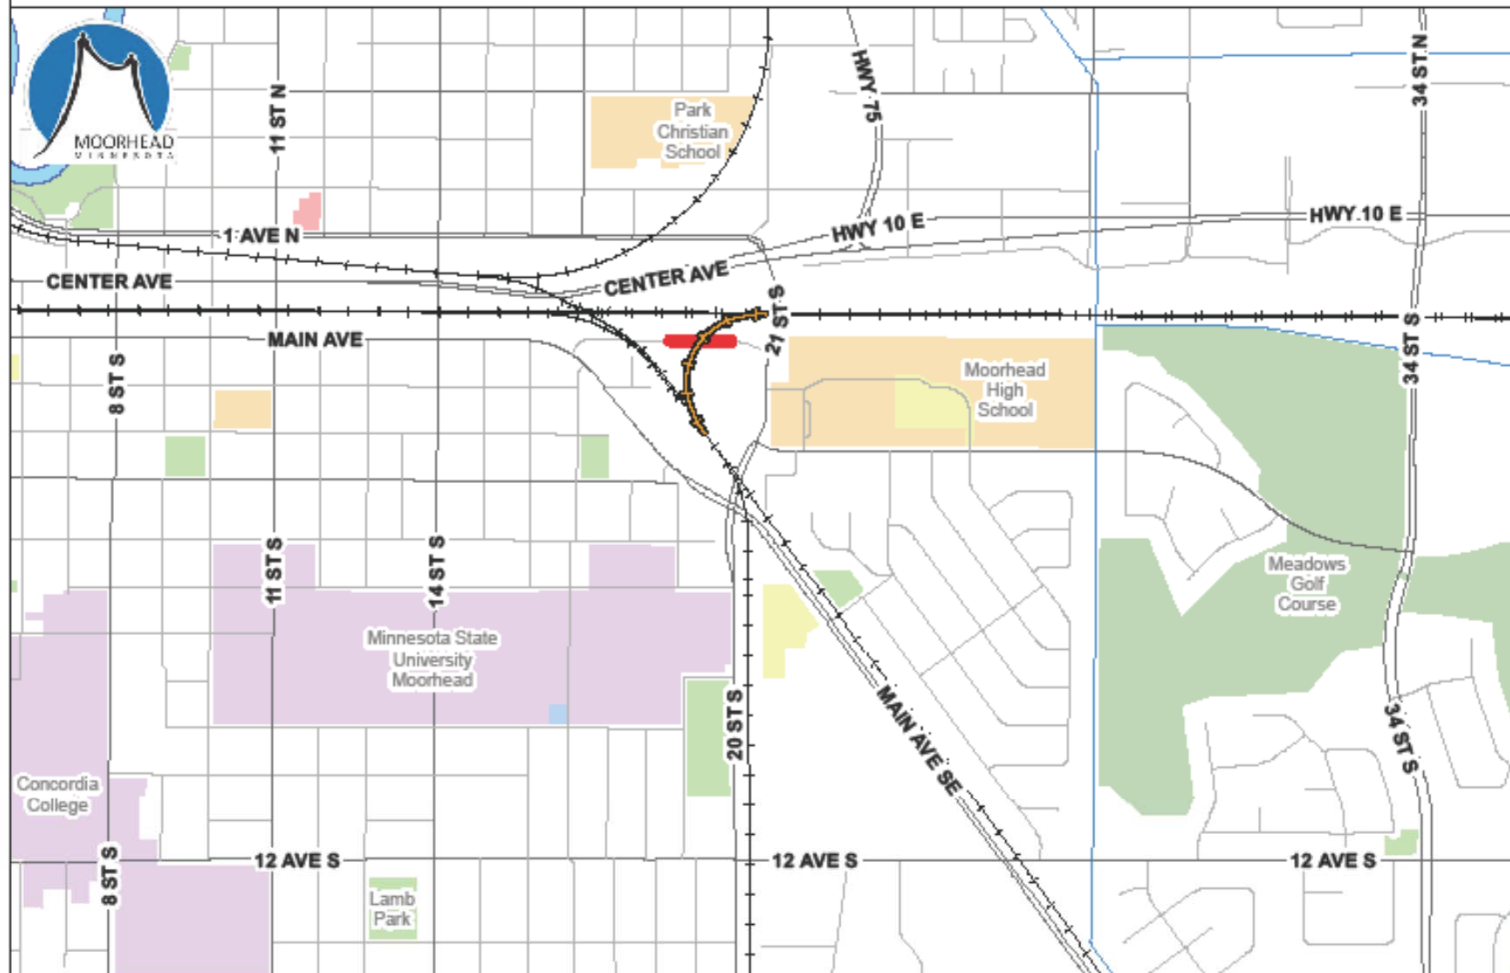 MOORHEAD
MINNESOTA
11 ST N
Park
Christian
School
HWY 75
34 ST N
1 AVE N
HWY 10 E
HWY 10 E
CENTER AVE
CENTER AVE
21 ST S
MAIN AVE
8 ST S
34 ST S
Moorhead
High
School
11 ST S
14 ST S
Meadows
Golf
Course
Minnesota State
University
Moorhead
20 ST S
MAIN AVE SE
34 ST S
Concordia
College
8 ST S
12 AVE S
12 AVE S
12 AVE S
Lamb
Park